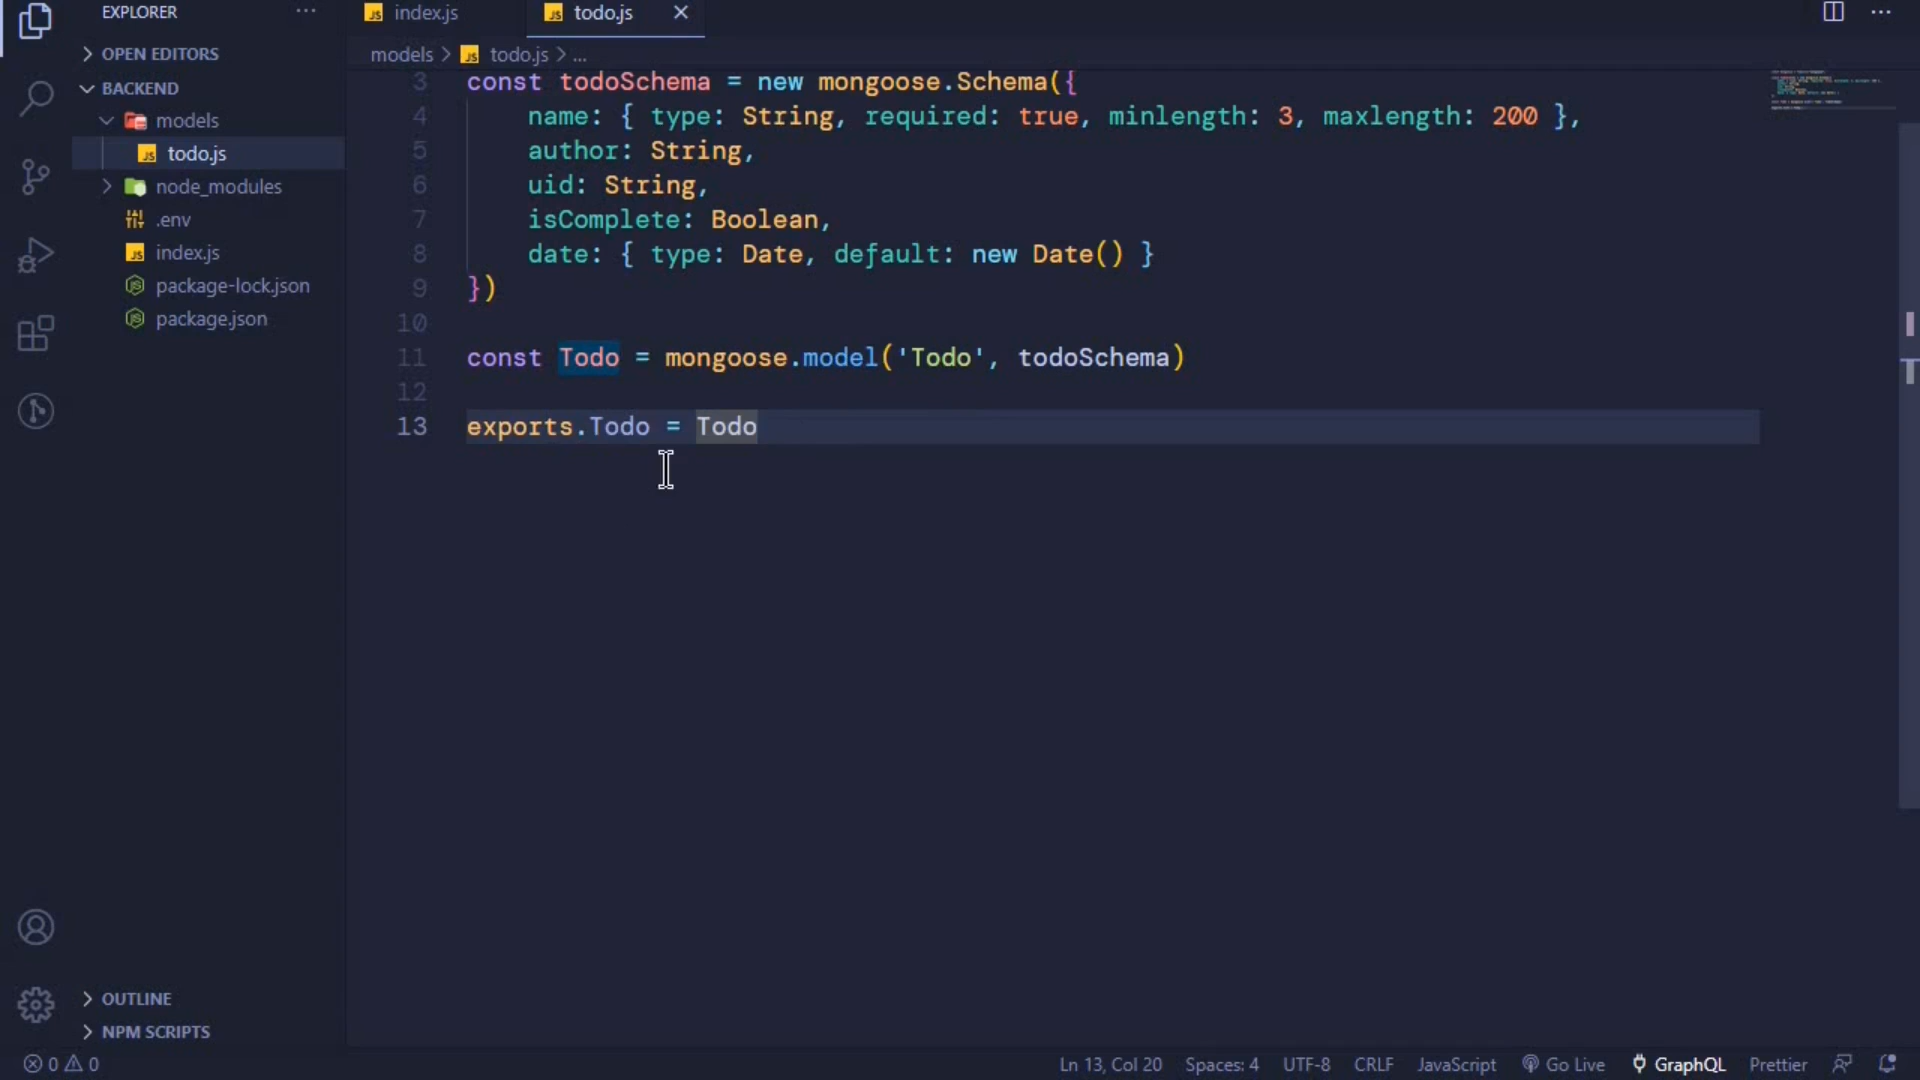 EXPLORER
index.js
todo.js
OPEN EDITORS
models > todo.js > ...
BACKEND
models
todo.js
node_modules
.env
index.js
package-lock.json
package.json
3 const todoSchema = new mongoose.Schema({
4 name: { type: String, required: true, minlength: 3, maxlength: 200 },
5 author: String,
6 uid: String,
7 isComplete: Boolean,
8 date: { type: Date, default: new Date() }
9 })
10
11 const Todo = mongoose.model('Todo', todoSchema)
12
13 exports.Todo = Todo
OUTLINE
NPM SCRIPTS
0 0 Ln 13, Col 20 Spaces: 4 UTF-8 CRLF JavaScript Go Live GraphQL Prettier